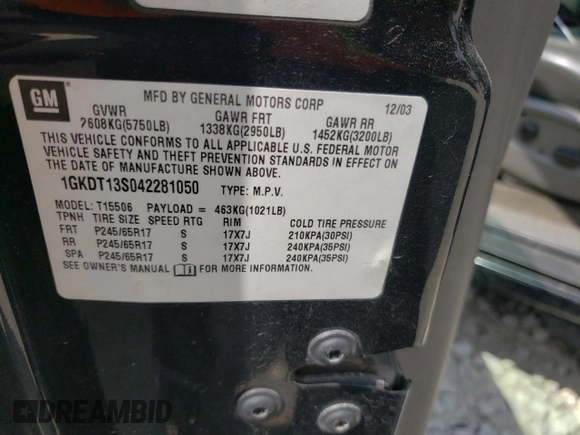 GM
MFD BY GENERAL MOTORS CORP 12/03
GVWR GAWR FRT GAWR RR
2608KG(5750LB) 1338KG(2950LB) 1452KG(3200LB)
THIS VEHICLE CONFORMS TO ALL APPLICABLE U.S. FEDERAL MOTOR
VEHICLE SAFETY AND THEFT PREVENTION STANDARDS IN EFFECT ON
THE DATE OF MANUFACTURE SHOWN ABOVE.
1GKDT13S042281050 TYPE: M.P.V.
MODEL: T15506 PAYLOAD = 463KG(1021LB)
TPNH TIRE SIZE SPEED RTG RIM COLD TIRE PRESSURE
FRT P245/65R17 S 17X7J 210KPA(30PSI)
RR P245/65R17 S 17X7J 240KPA(35PSI)
SPA P245/65R17 S 17X7J 240KPA(35PSI)
SEE OWNER'S MANUAL FOR MORE INFORMATION.
DREAMBID